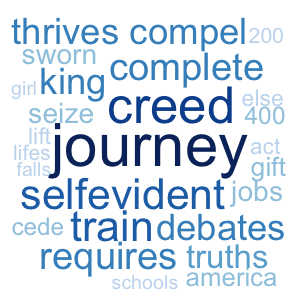 thrives compel 200
sworn
king complete
girl
creed else
seize 400
lift journey act
lifes
falls gift
selfevident jobs
cede train debates
requires truths
schools america